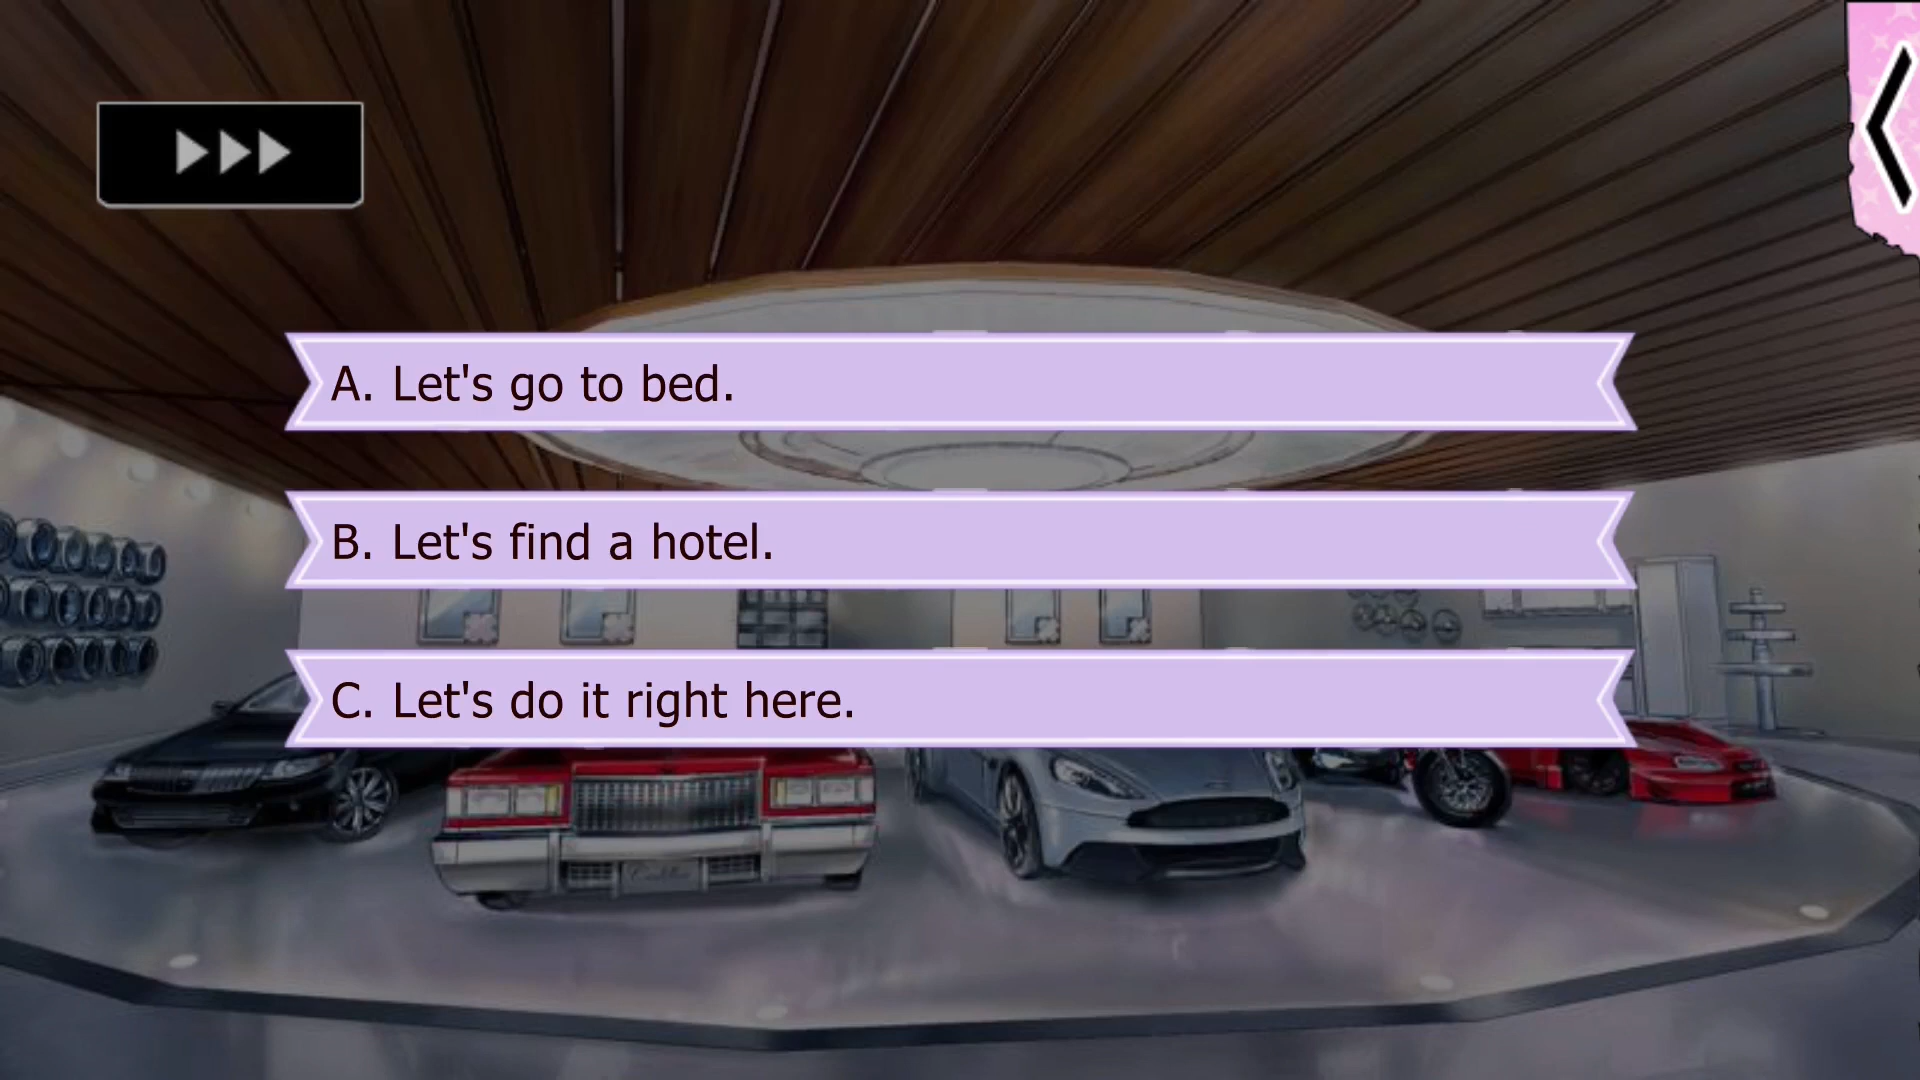 A. Let's go to bed.
B. Let's find a hotel.
C. Let's do it right here.